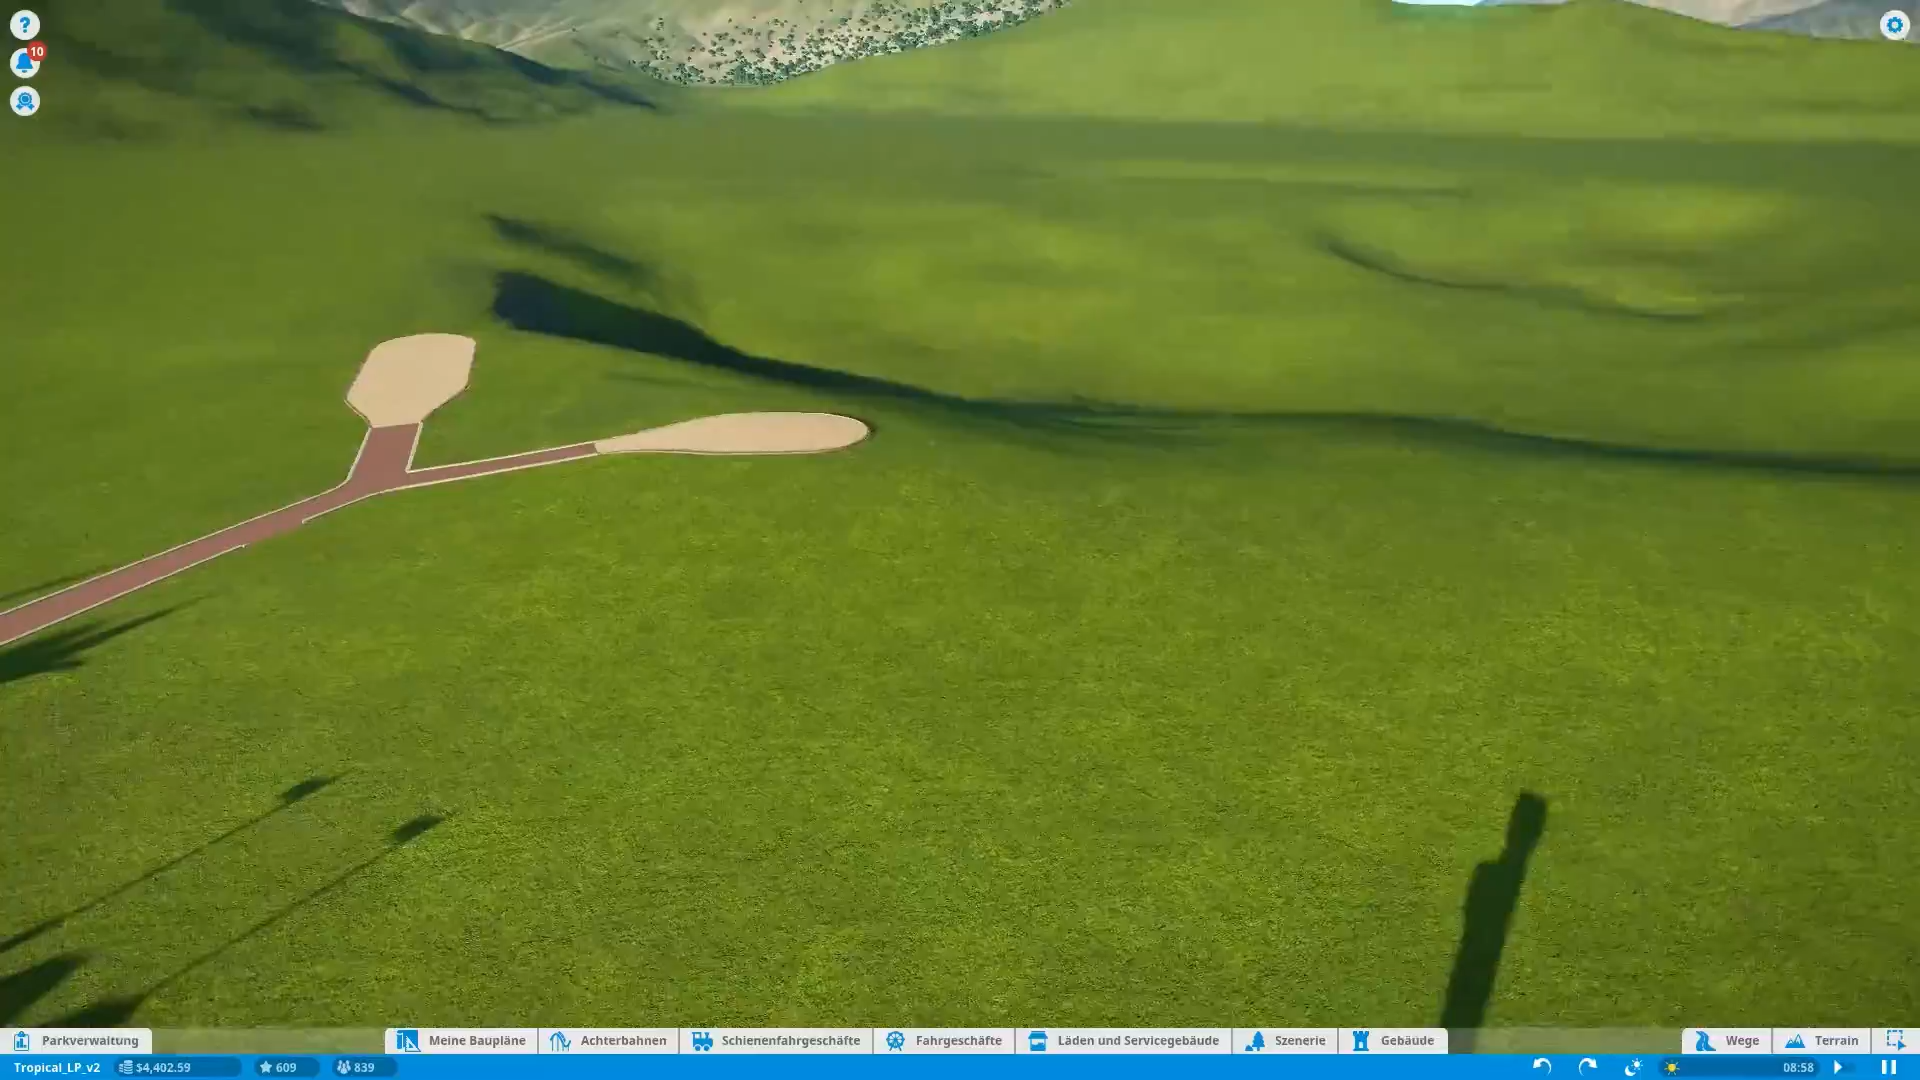 ?
10
Parkverwaltung
Meine Baupläne
Achterbahnen
Schienenfahrgeschäfte
Fahrgeschäfte
Läden und Servicegebäude
Szenerie
Gebäude
Wege
Terrain
Tropical_LP_v2
$4,402.59
609
839
08:58